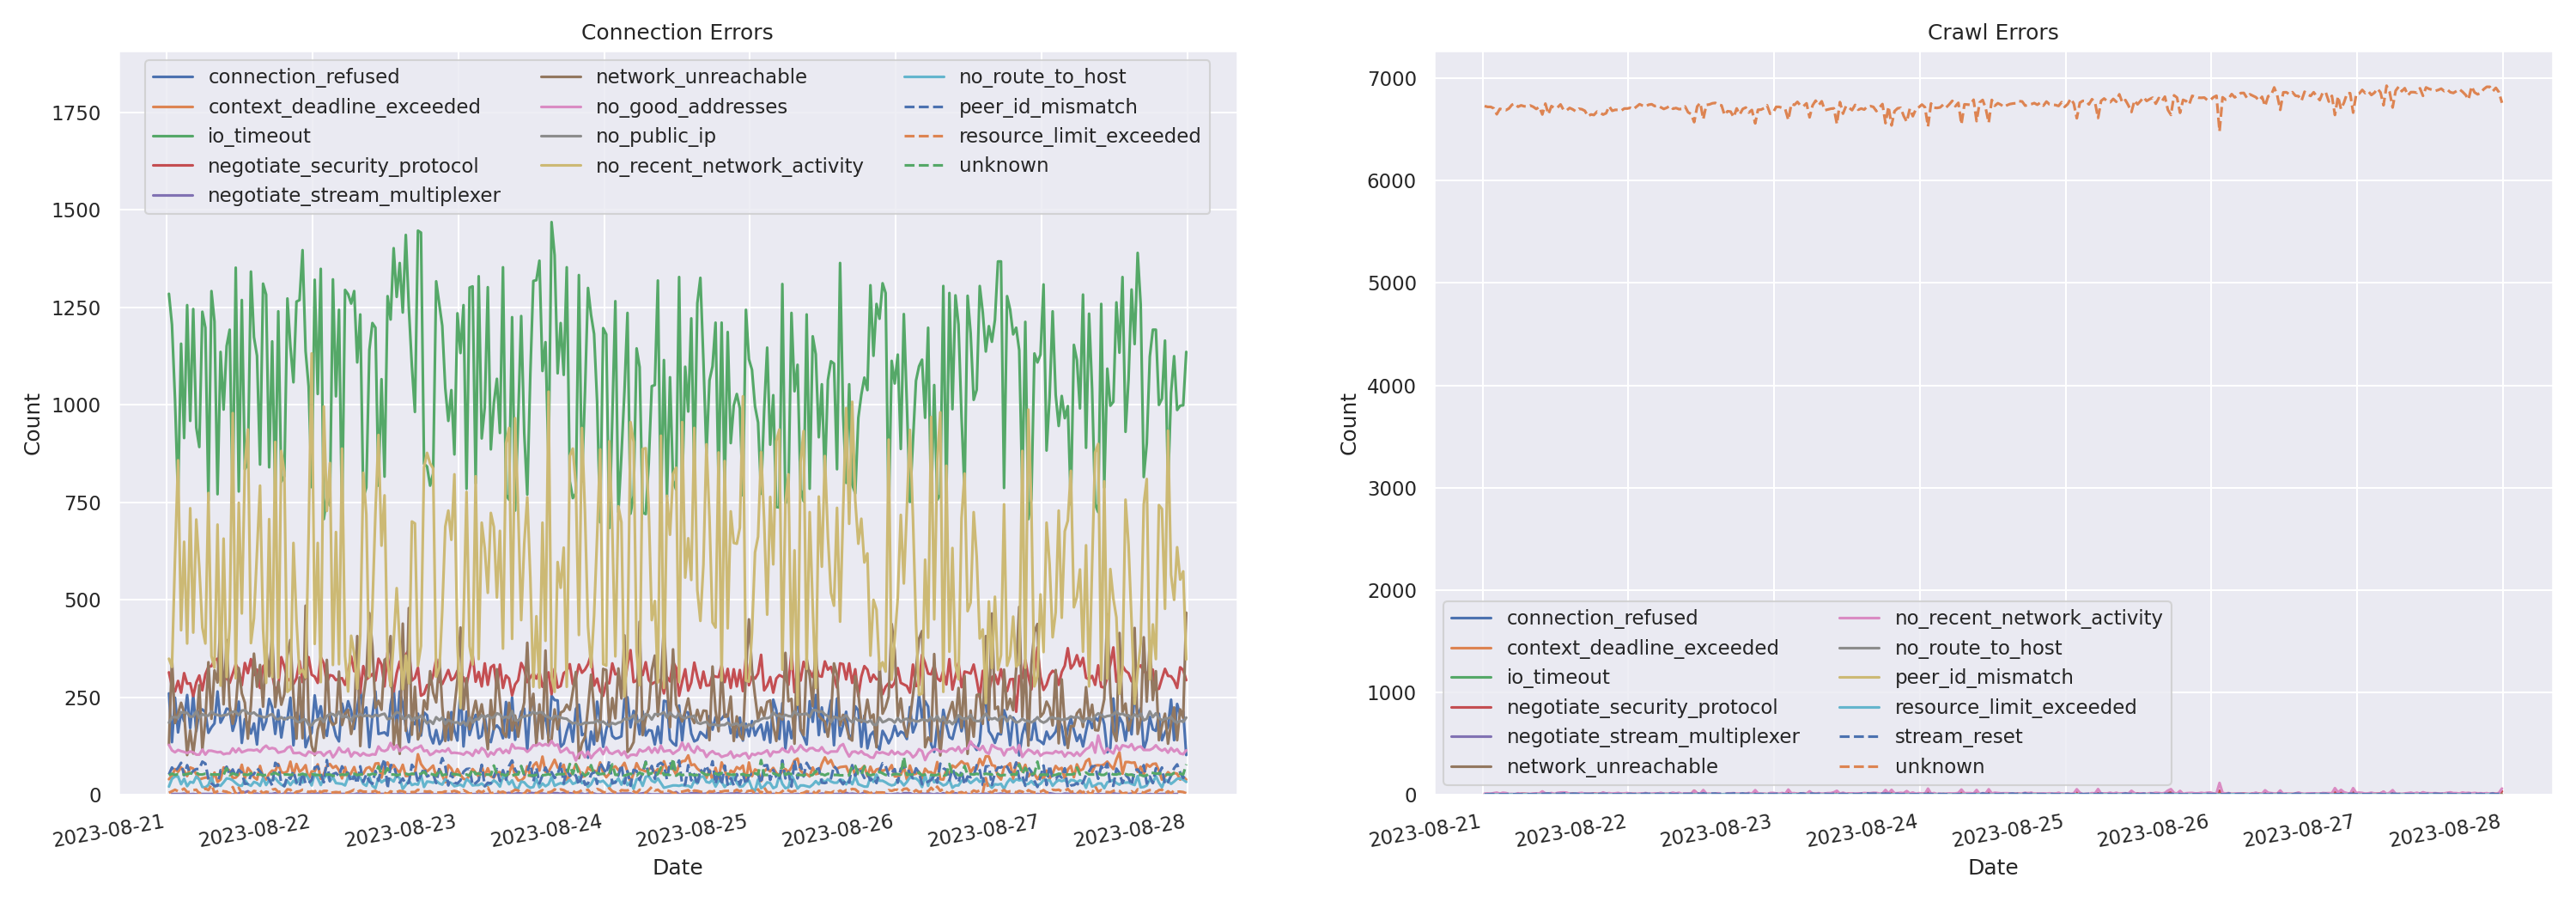 Connection Errors
connection_refused
context_deadline_exceeded
io_timeout
negotiate_security_protocol
negotiate_stream_multiplexer
network_unreachable
no_good_addresses
no_public_ip
no_recent_network_activity
no_route_to_host
peer_id_mismatch
resource_limit_exceeded
unknown
1750
1500
1250
1000
750
500
250
0
Count
2023-08-21
2023-08-22
2023-08-23
2023-08-24
2023-08-25
2023-08-26
2023-08-27
2023-08-28
Date
Crawl Errors
7000
6000
5000
4000
3000
2000
1000
0
Count
connection_refused
context_deadline_exceeded
io_timeout
negotiate_security_protocol
negotiate_stream_multiplexer
network_unreachable
no_recent_network_activity
no_route_to_host
peer_id_mismatch
resource_limit_exceeded
stream_reset
unknown
2023-08-21
2023-08-22
2023-08-23
2023-08-24
2023-08-25
2023-08-26
2023-08-27
2023-08-28
Date